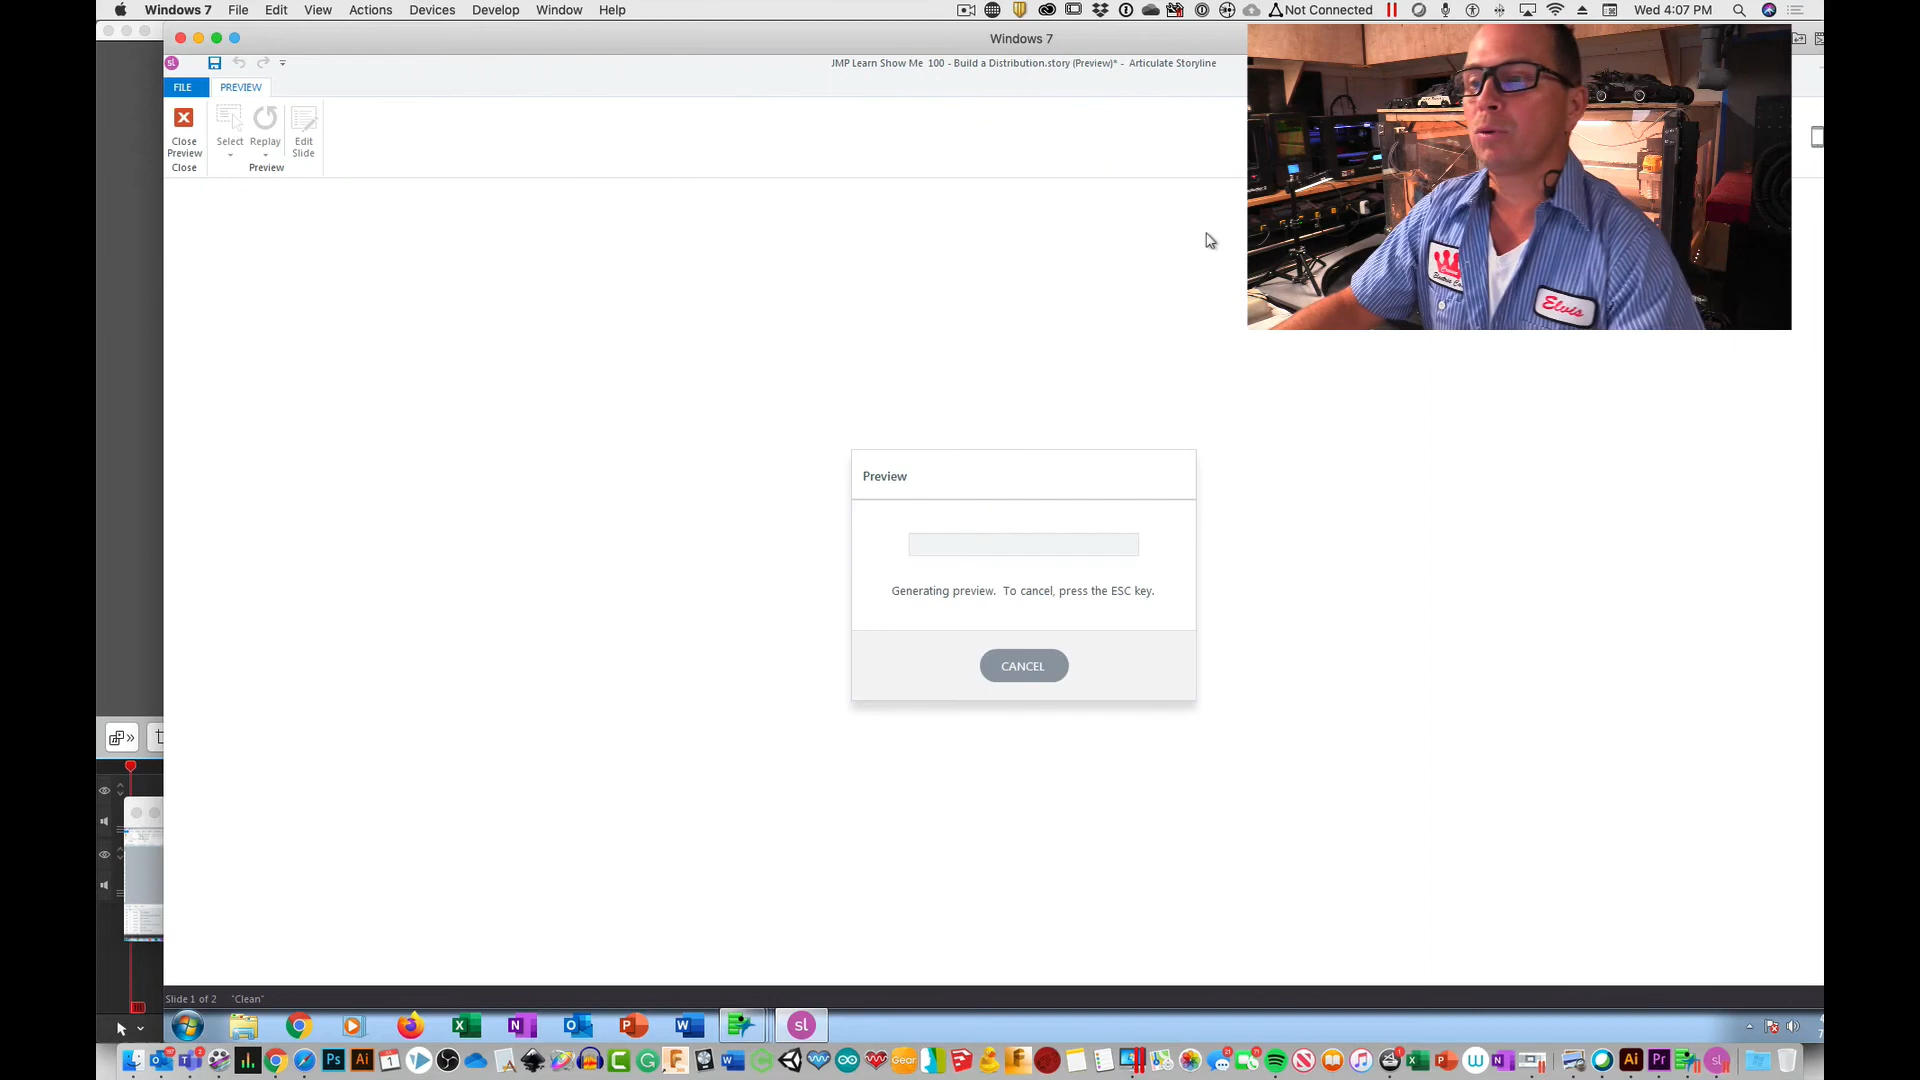 Windows 7 File Edit View Actions Devices Develop Window Help
Not Connected Wed 4:07 PM
Windows 7
JMP Learn Show Me 100 - Build a Distribution.story (Preview)* - Articulate Storyline
FILE PREVIEW
Close Preview
Select
Replay
Edit Slide
Close
Preview
Elvis
Preview
Generating preview. To cancel, press the ESC key.
CANCEL
Slide 1 of 2 "Clean"
sl